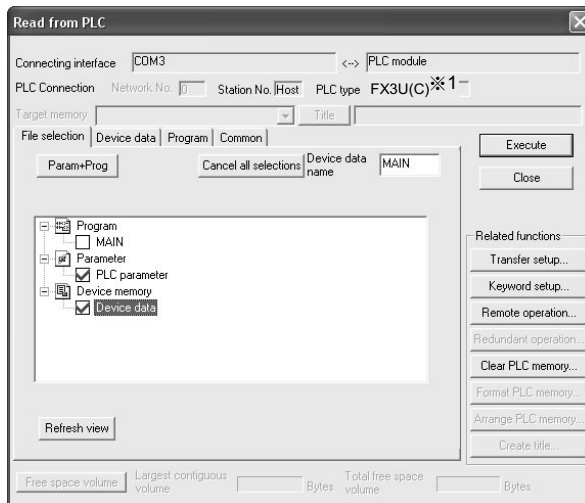 Read from PLC
Connecting interface COM3 <--> PLC module
PLC Connection Network No. 0 Station No. Host PLC type FX3U(C)※1
Target memory Title
File selection Device data Program Common
Execute
Param+Prog Cancel all selections Device data name MAIN
Close
Program
MAIN
Parameter
PLC parameter
Device memory
Device data
Related functions
Transfer setup...
Keyword setup...
Remote operation...
Redundant operation...
Clear PLC memory...
Format PLC memory...
Arrange PLC memory...
Create title...
Refresh view
Free space volume Largest contiguous volume Bytes Total free space volume Bytes